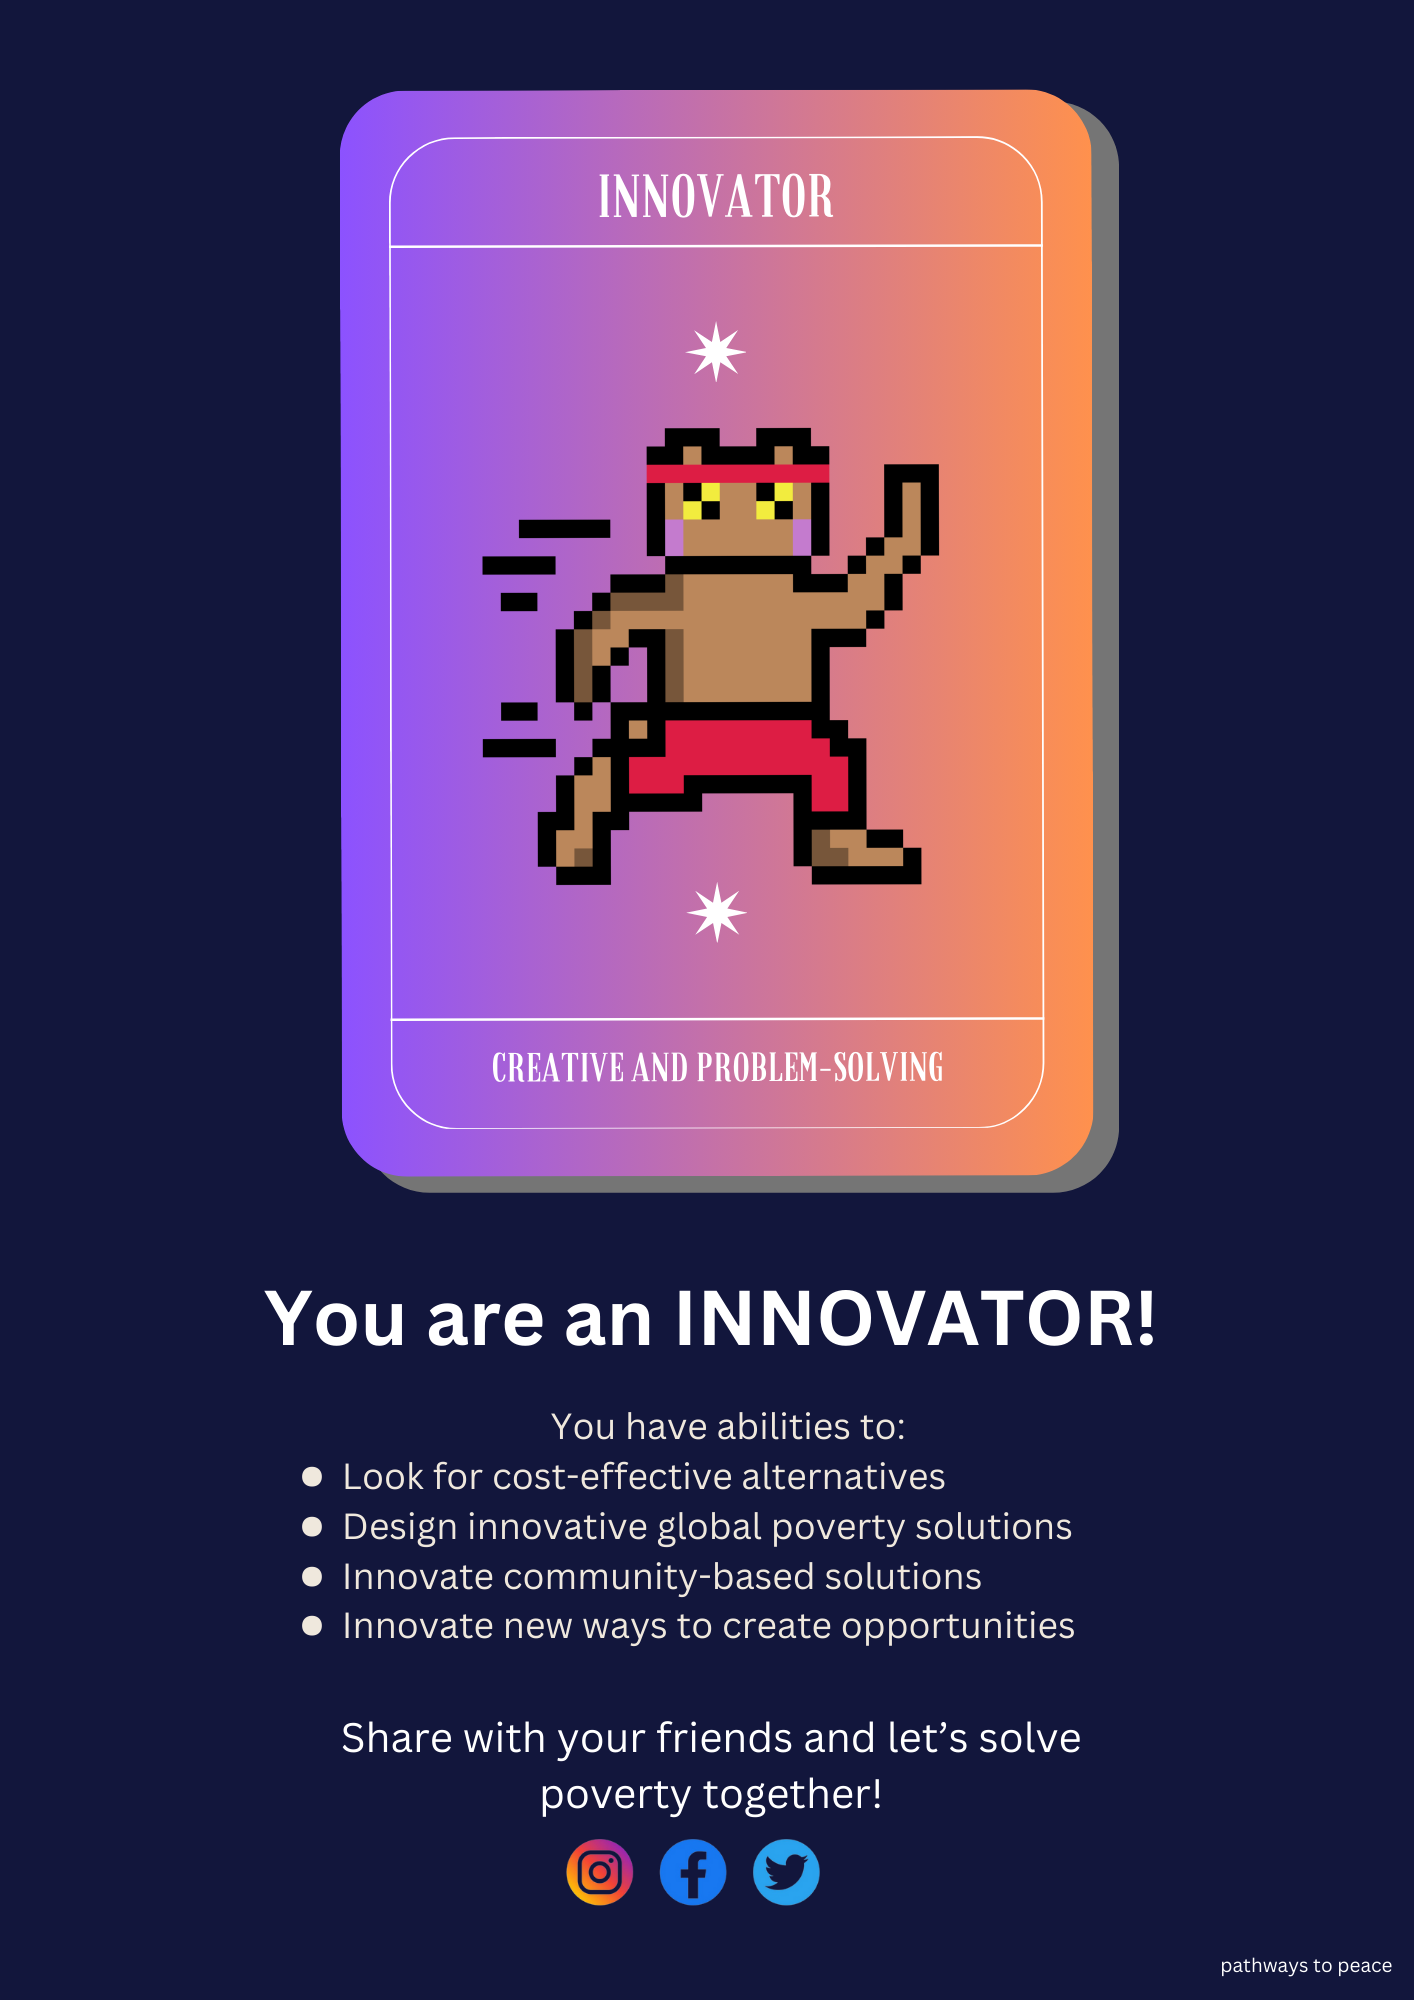 INNOVATOR
CREATIVE AND PROBLEM-SOLVING
You are an INNOVATOR!
You have abilities to:
● Look for cost-effective alternatives
● Design innovative global poverty solutions
● Innovate community-based solutions
● Innovate new ways to create opportunities
Share with your friends and let’s solve
poverty together!
pathways to peace